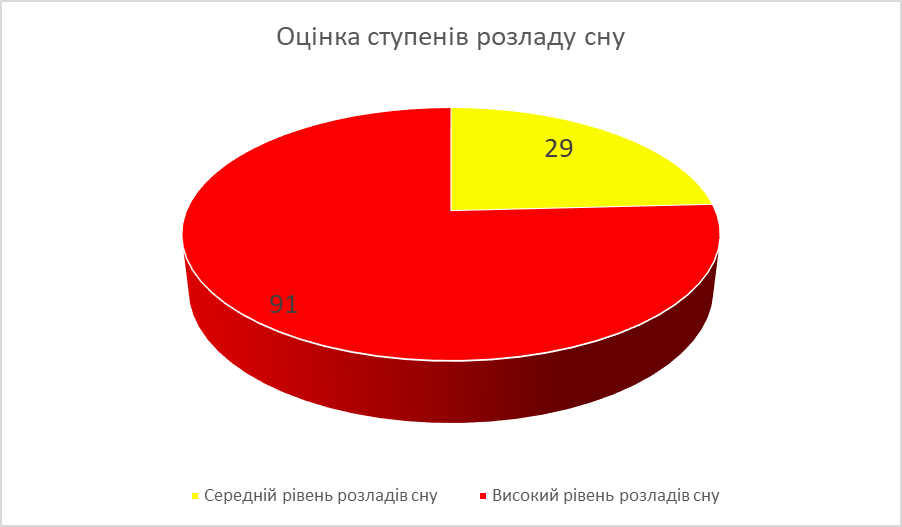 Оцінка ступенів розладу сну
29
91
Середній рівень розладів сну
Високий рівень розладів сну